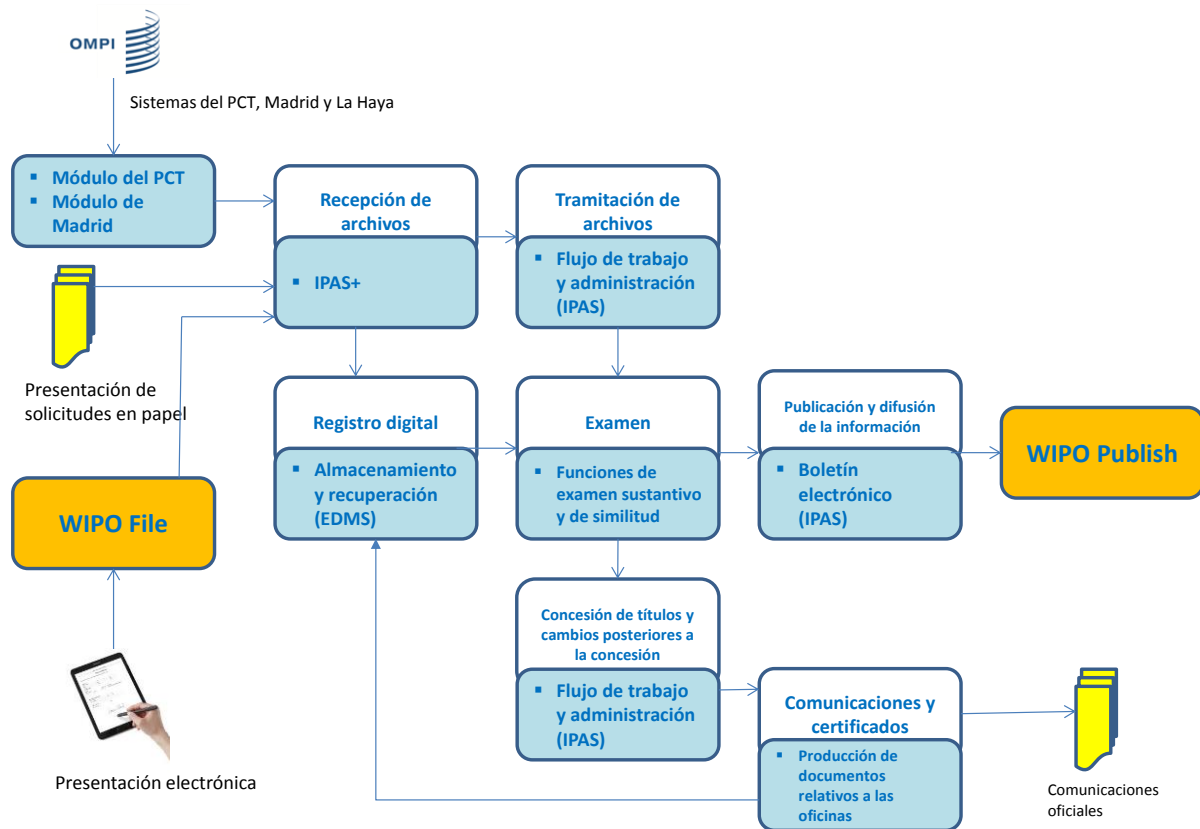 OMPI
Sistemas del PCT, Madrid y La Haya
▪ Módulo del PCT
▪ Módulo de
Madrid
Recepción de
archivos
▪ IPAS+
Tramitación de
archivos
▪ Flujo de trabajo
y administración
(IPAS)
Presentación de
solicitudes en papel
Registro digital
▪ Almacenamiento
y recuperación
(EDMS)
Examen
▪ Funciones de
examen sustantivo
y de similitud
Publicación y difusión
de la información
▪ Boletín
electrónico
(IPAS)
WIPO Publish
WIPO File
Concesión de títulos y
cambios posteriores a
la concesión
▪ Flujo de trabajo
y administración
(IPAS)
Comunicaciones y
certificados
▪ Producción de
documentos
relativos a las
oficinas
Presentación electrónica
Comunicaciones
oficiales